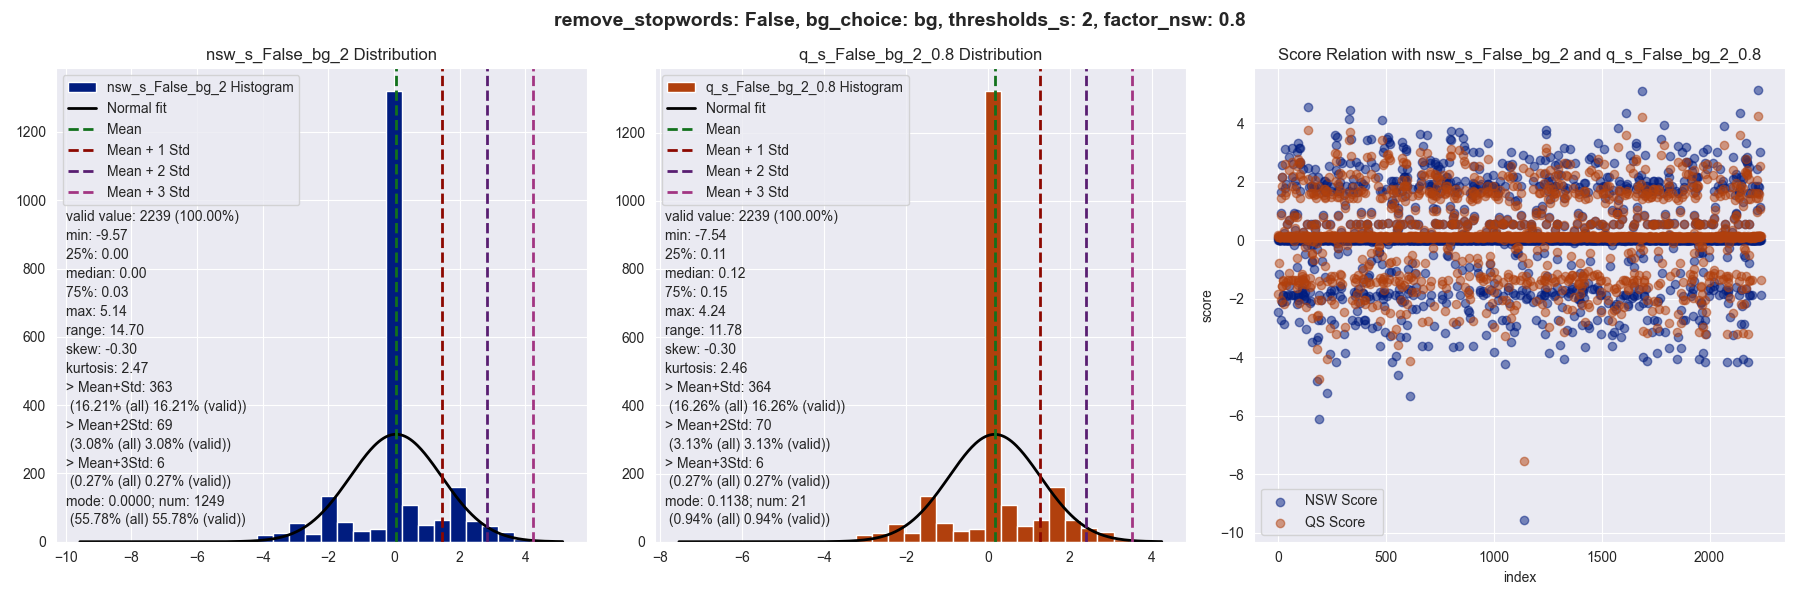 remove_stopwords: False, bg_choice: bg, thresholds_s: 2, factor_nsw: 0.8
nsw_s_False_bg_2 Distribution
nsw_s_False_bg_2 Histogram
Normal fit
Mean
Mean + 1 Std
Mean + 2 Std
Mean + 3 Std
valid value: 2239 (100.00%)
min: -9.57
25%: 0.00
median: 0.00
75%: 0.03
max: 5.14
range: 14.70
skew: -0.30
kurtosis: 2.47
> Mean+Std: 363
(16.21% (all) 16.21% (valid))
> Mean+2Std: 69
(3.08% (all) 3.08% (valid))
> Mean+3Std: 6
(0.27% (all) 0.27% (valid))
mode: 0.0000; num: 1249
(55.78% (all) 55.78% (valid))
1200
1000
800
600
400
200
0
−10 −8 −6 −4 −2 0 2 4
q_s_False_bg_2_0.8 Distribution
q_s_False_bg_2_0.8 Histogram
Normal fit
Mean
Mean + 1 Std
Mean + 2 Std
Mean + 3 Std
valid value: 2239 (100.00%)
min: -7.54
25%: 0.11
median: 0.12
75%: 0.15
max: 4.24
range: 11.78
skew: -0.30
kurtosis: 2.46
> Mean+Std: 364
(16.26% (all) 16.26% (valid))
> Mean+2Std: 70
(3.13% (all) 3.13% (valid))
> Mean+3Std: 6
(0.27% (all) 0.27% (valid))
mode: 0.1138; num: 21
(0.94% (all) 0.94% (valid))
1200
1000
800
600
400
200
0
−8 −6 −4 −2 0 2 4
Score Relation with nsw_s_False_bg_2 and q_s_False_bg_2_0.8
4
2
0
−2
−4
−6
−8
−10
score
NSW Score
QS Score
0 500 1000 1500 2000
index